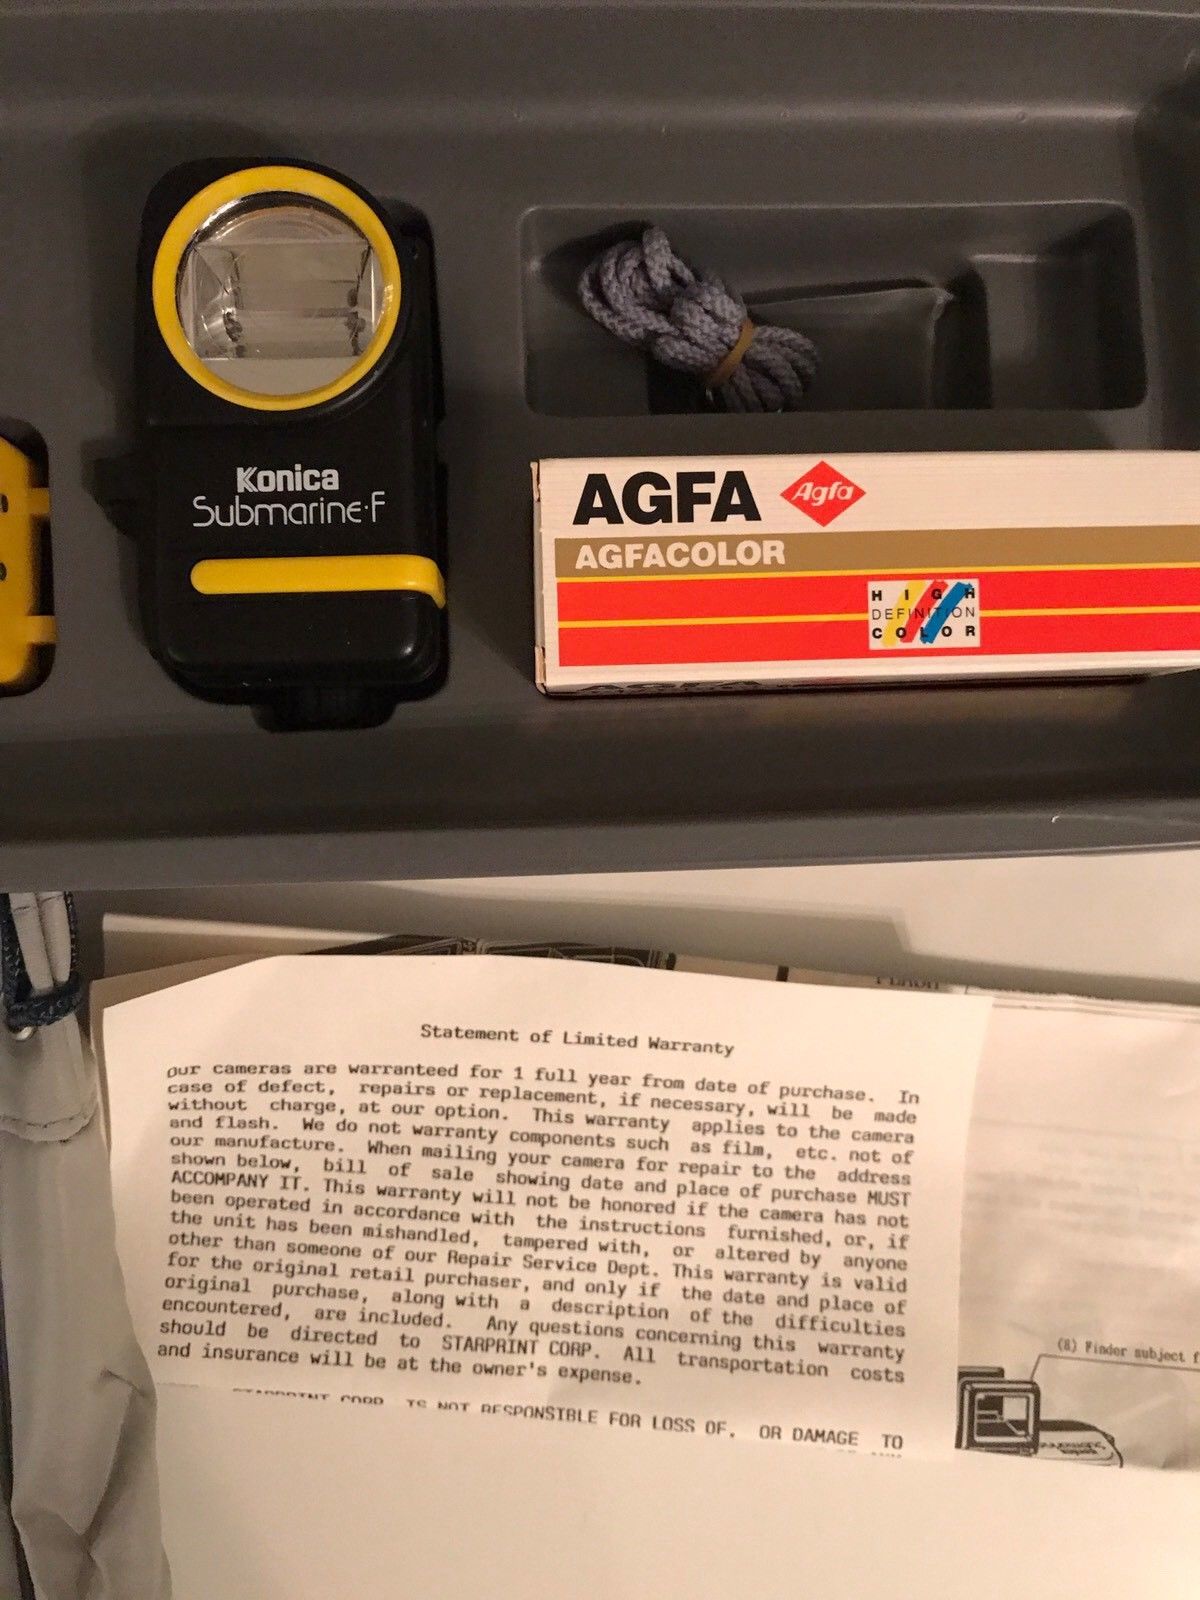 Konica
Submarine·F
AGFA Agfa
AGFACOLOR
HIGH
DEFINITION
COLOR
Statement of Limited Warranty
our cameras are warranteed for 1 full year from date of purchase. In
case of defect, repairs or replacement, if necessary, will be made
without charge, at our option. This warranty applies to the camera
and flash. We do not warranty components such as film, etc. not of
our manufacture. When mailing your camera for repair to the address
shown below, bill of sale showing date and place of purchase MUST
ACCOMPANY IT. This warranty will not be honored if the camera has not
been operated in accordance with the instructions furnished, or, if
the unit has been mishandled, tampered with, or altered by anyone
other than someone of our Repair Service Dept. This warranty is valid
for the original retail purchaser, and only if the date and place of
original purchase, along with a description of the difficulties
encountered, are included. Any questions concerning this warranty
should be directed to STARPRINT CORP. All transportation costs
and insurance will be at the owner's expense.
STARPRINT CORP. IS NOT RESPONSIBLE FOR LOSS OF, OR DAMAGE TO
(8) Finder subject f